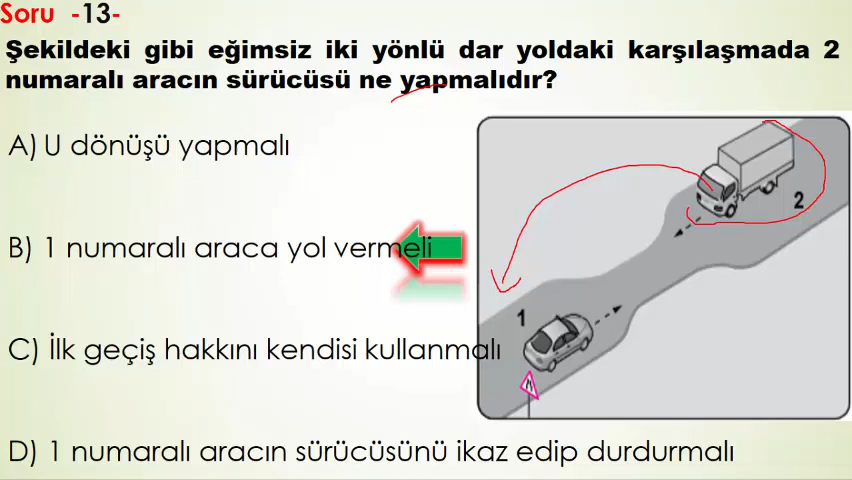 Soru -13-
Şekildeki gibi eğimsiz iki yönlü dar yoldaki karşılaşmada 2
numaralı aracın sürücüsü ne yapmalıdır?
A) U dönüşü yapmalı
B) 1 numaralı araca yol vermeli
C) İlk geçiş hakkını kendisi kullanmalı
D) 1 numaralı aracın sürücüsünü ikaz edip durdurmalı
2
1